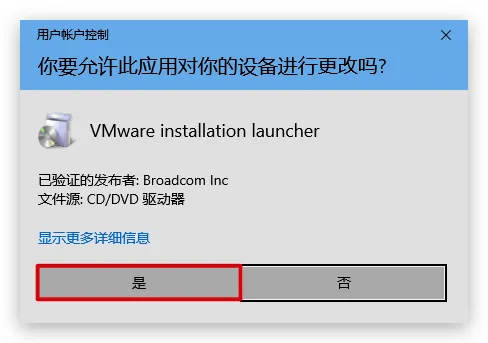 用户帐户控制
你要允许此应用对你的设备进行更改吗?
VMware installation launcher
已验证的发布者: Broadcom Inc
文件源: CD/DVD 驱动器
显示更多详细信息
是
否